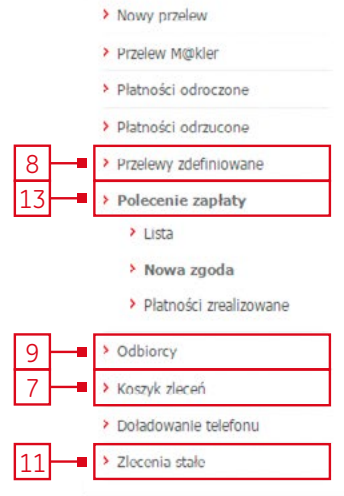 Nowy przelew
Przelew M@kler
Płatności odroczone
Płatności odrzucone
8 Przelewy zdefiniowane
13 Polecenie zapłaty
Lista
Nowa zgoda
Płatności zrealizowane
9 Odbiorcy
7 Koszyk zleceń
Doładowanie telefonu
11 Zlecenia stałe